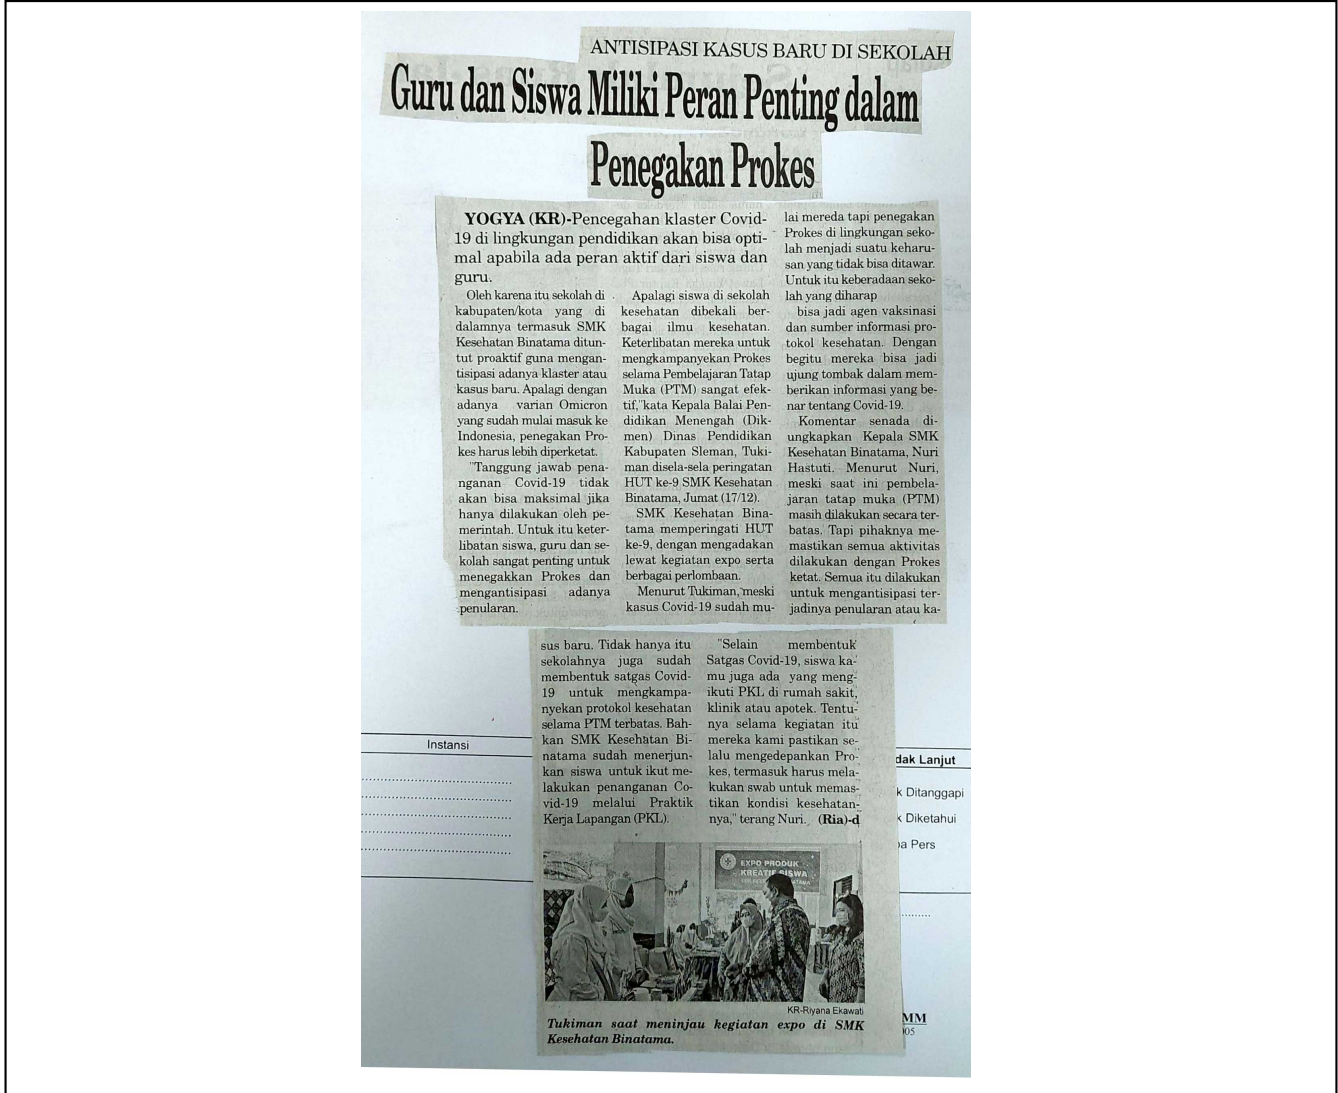 ANTISIPASI KASUS BARU DI SEKOLAH
Guru dan Siswa Miliki Peran Penting dalam
Penegakan Prokes
YOGYA (KR)-Pencegahan klaster Covid-
19 di lingkungan pendidikan akan bisa opti-
mal apabila ada peran aktif dari siswa dan
guru.
Oleh karena itu sekolah di
kabupaten/kota yang di
dalamnya termasuk SMK
Kesehatan Binatama ditun-
tut proaktif guna mengan-
tisipasi adanya klaster atau
kasus baru. Apalagi dengan
adanya varian Omicron
yang sudah mulai masuk ke
Indonesia, penegakan Pro-
kes harus lebih diperketat.
"Tanggung jawab pena-
nganan Covid-19 tidak
akan bisa maksimal jika
hanya dilakukan oleh pe-
merintah. Untuk itu keter-
libatan siswa, guru dan se-
kolah sangat penting untuk
menegakkan Prokes dan
mengantisipasi adanya
penularan.
Apalagi siswa di sekolah
kesehatan dibekali ber-
bagai ilmu kesehatan.
Keterlibatan mereka untuk
mengkampanyekan Prokes
selama Pembelajaran Tatap
Muka (PTM) sangat efek-
tif,"kata Kepala Balai Pen-
didikan Menengah (Dik-
men) Dinas Pendidikan
Kabupaten Sleman, Tuki-
man disela-sela peringatan
HUT ke-9 SMK Kesehatan
Binatama, Jumat (17/12).
SMK Kesehatan Bina-
tama memperingati HUT
ke-9, dengan mengadakan
lewat kegiatan expo serta
berbagai perlombaan.
Menurut Tukiman, meski
kasus Covid-19 sudah mu-
lai mereda tapi penegakan
Prokes di lingkungan seko-
lah menjadi suatu keharu-
san yang tidak bisa ditawar.
Untuk itu keberadaan seko-
lah yang diharap
bisa jadi agen vaksinasi
dan sumber informasi pro-
tokol kesehatan. Dengan
begitu mereka bisa jadi
ujung tombak dalam mem-
berikan informasi yang be-
nar tentang Covid-19.
Komentar senada di-
ungkapkan Kepala SMK
Kesehatan Binatama, Nuri
Hastuti. Menurut Nuri,
meski saat ini pembela-
jaran tatap muka (PTM)
masih dilakukan secara ter-
batas. Tapi pihaknya me-
mastikan semua aktivitas
dilakukan dengan Prokes
ketat. Semua itu dilakukan
untuk mengantisipasi ter-
jadinya penularan atau ka-
sus baru. Tidak hanya itu
sekolahnya juga sudah
membentuk satgas Covid-
19 untuk mengkampa-
nyekan protokol kesehatan
selama PTM terbatas. Bah-
kan SMK Kesehatan Bi-
natama sudah menerjun-
kan siswa untuk ikut me-
lakukan penanganan Co-
vid-19 melalui Praktik
Kerja Lapangan (PKL).
"Selain membentuk
Satgas Covid-19, siswa ka-
mu juga ada yang meng-
ikuti PKL di rumah sakit,
klinik atau apotek. Tentu-
nya selama kegiatan itu
mereka kami pastikan se-
lalu mengedepankan Pro-
kes, termasuk harus mela-
kukan swab untuk memas-
tikan kondisi kesehatan-
nya," terang Nuri. (Ria)-d
Instansi
dak Lanjut
k Ditanggapi
k Diketahui
a Pers
EXPO PRODUK
KREATIF SISWA
KR-Riyana Ekawati
Tukiman saat meninjau kegiatan expo di SMK
Kesehatan Binatama.
MM
005